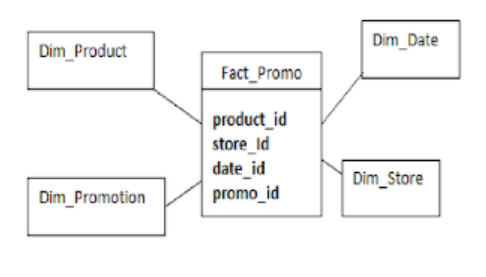 Dim_Product
Fact_Promo
product_id
store_Id
date_id
promo_id
Dim_Date
Dim_Promotion
Dim_Store